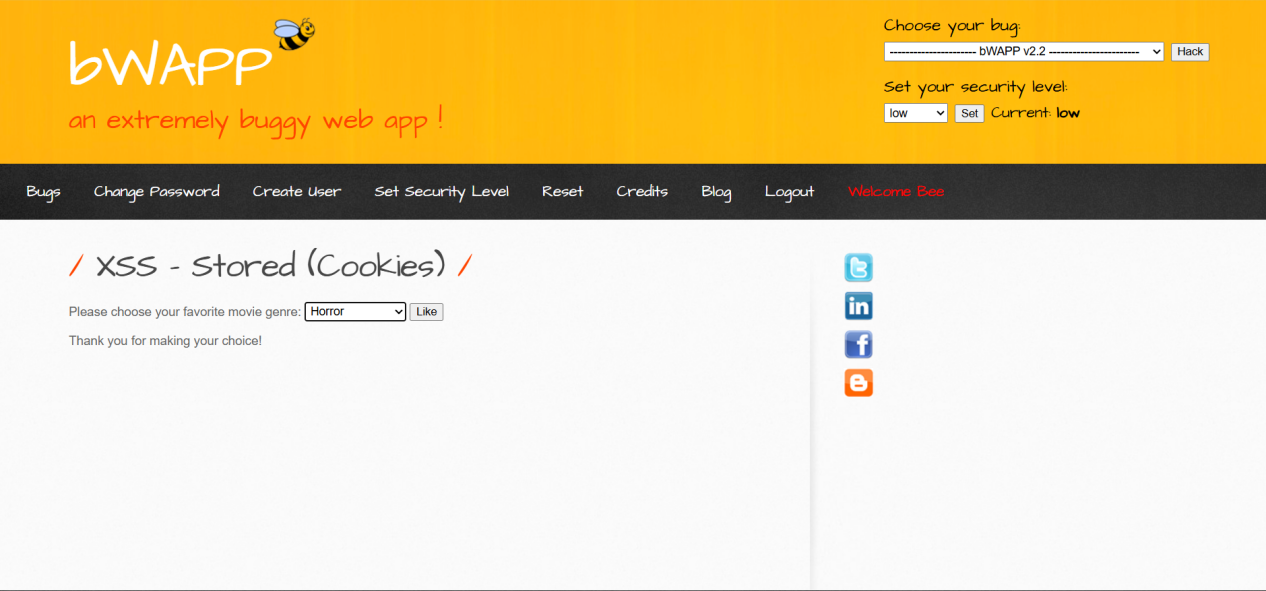 bWAPP
an extremely buggy web app !
Choose your bug:
---------------------- bWAPP v2.2 ----------------------- Hack
Set your security level:
low Set Current: low
Bugs Change Password Create User Set Security Level Reset Credits Blog Logout Welcome Bee
/ XSS - Stored (Cookies) /
Please choose your favorite movie genre: Horror Like
Thank you for making your choice!